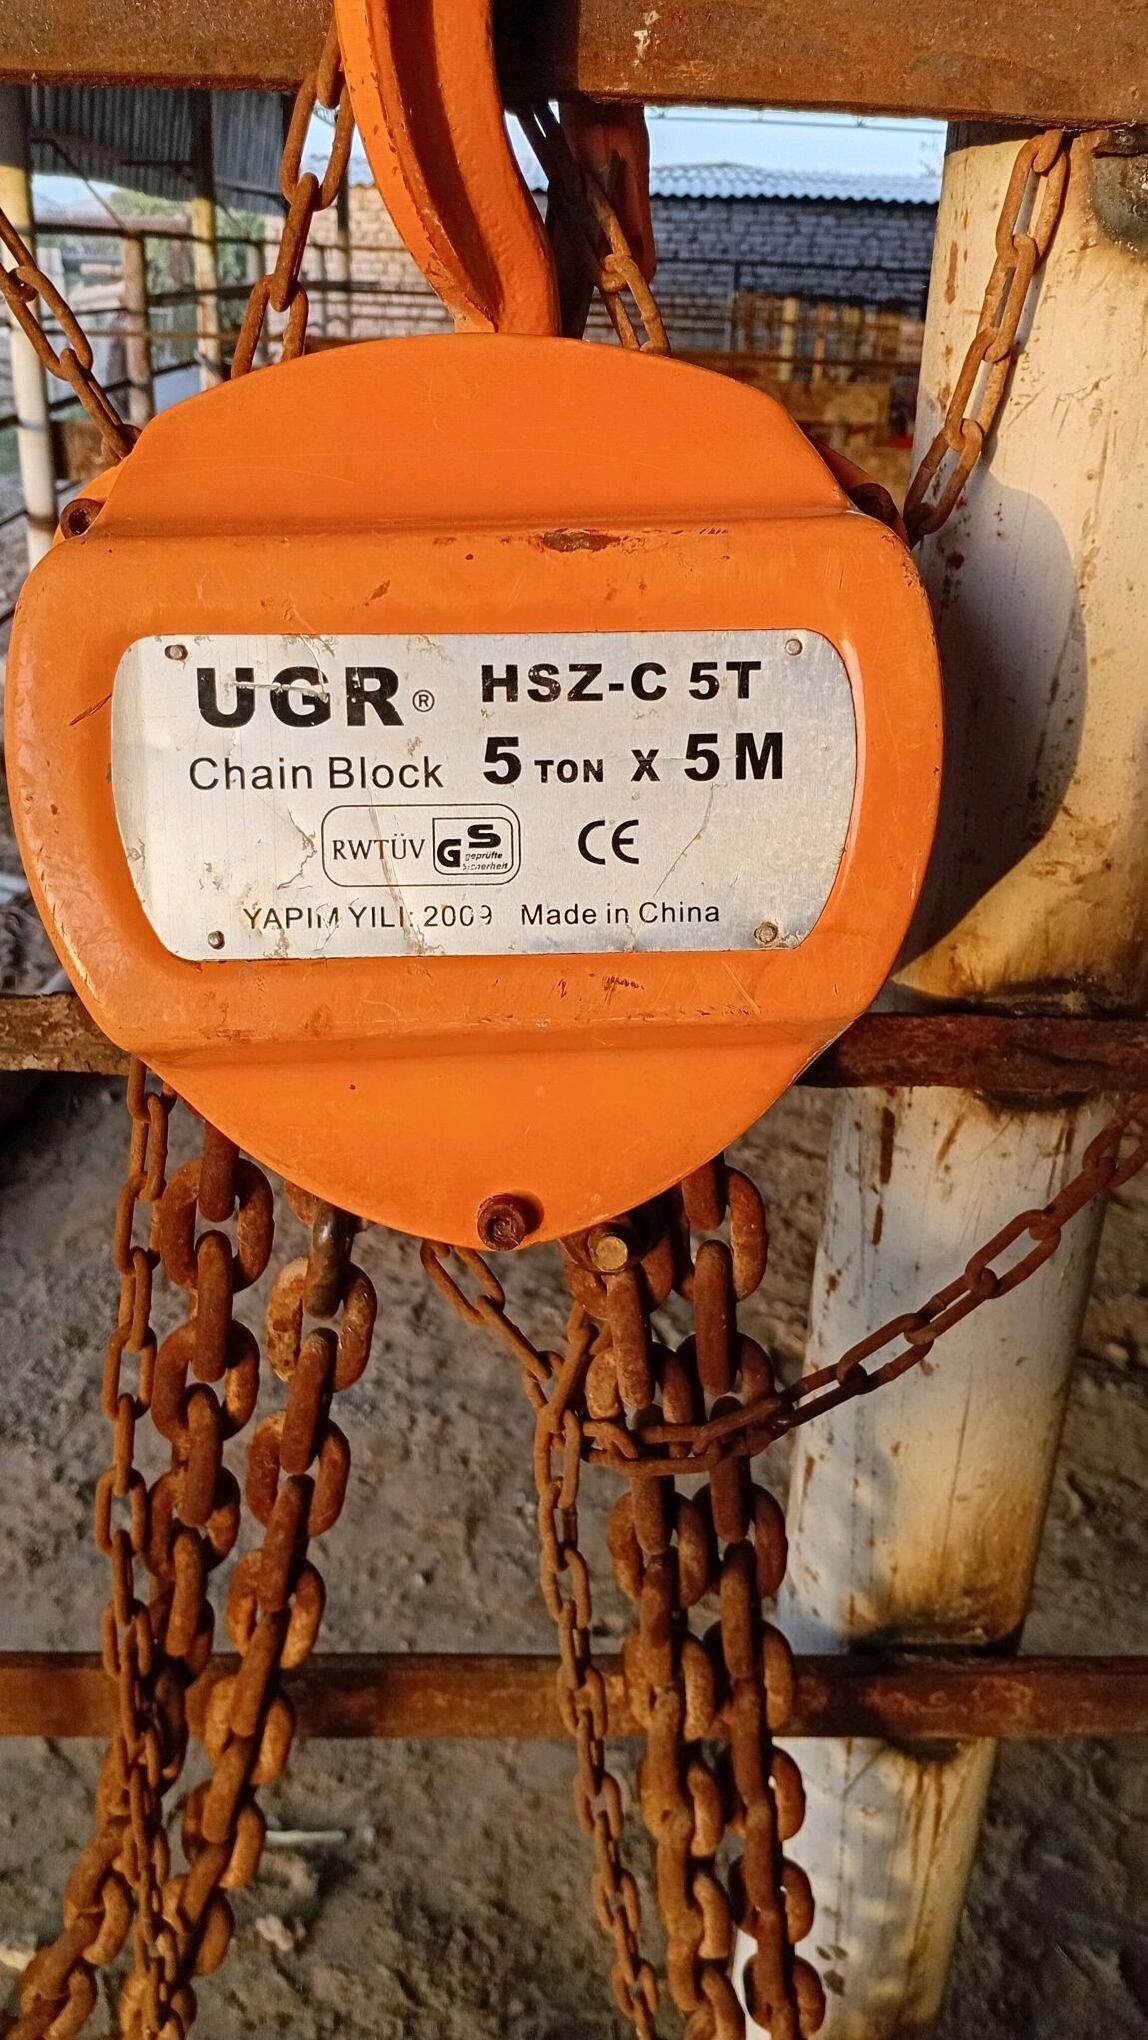 UGR® HSZ-C 5T
Chain Block 5 TON X 5 M
RWTÜV GS geprüfte Sicherheit CE
YAPIM YILI: 2009 Made in China